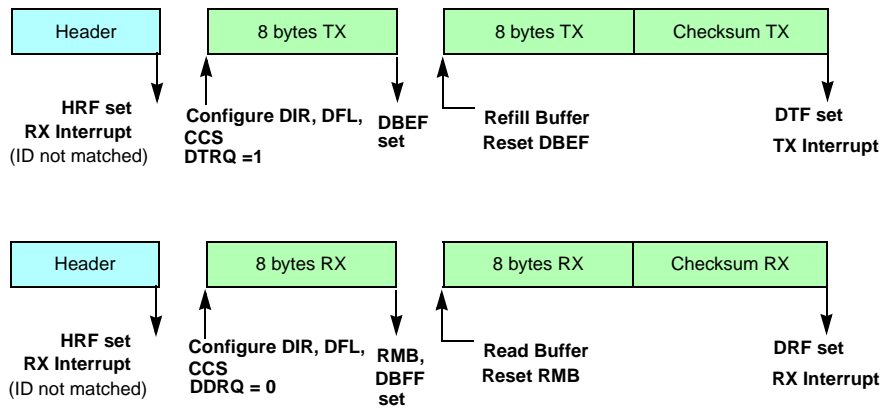 Header
8 bytes TX
8 bytes TX
Checksum TX
HRF set
RX Interrupt
(ID not matched)
Configure DIR, DFL,
CCS
DTRQ =1
DBEF
set
Refill Buffer
Reset DBEF
DTF set
TX Interrupt
Header
8 bytes RX
8 bytes RX
Checksum RX
HRF set
RX Interrupt
(ID not matched)
Configure DIR, DFL,
CCS
DDRQ = 0
RMB,
DBFF
set
Read Buffer
Reset RMB
DRF set
RX Interrupt